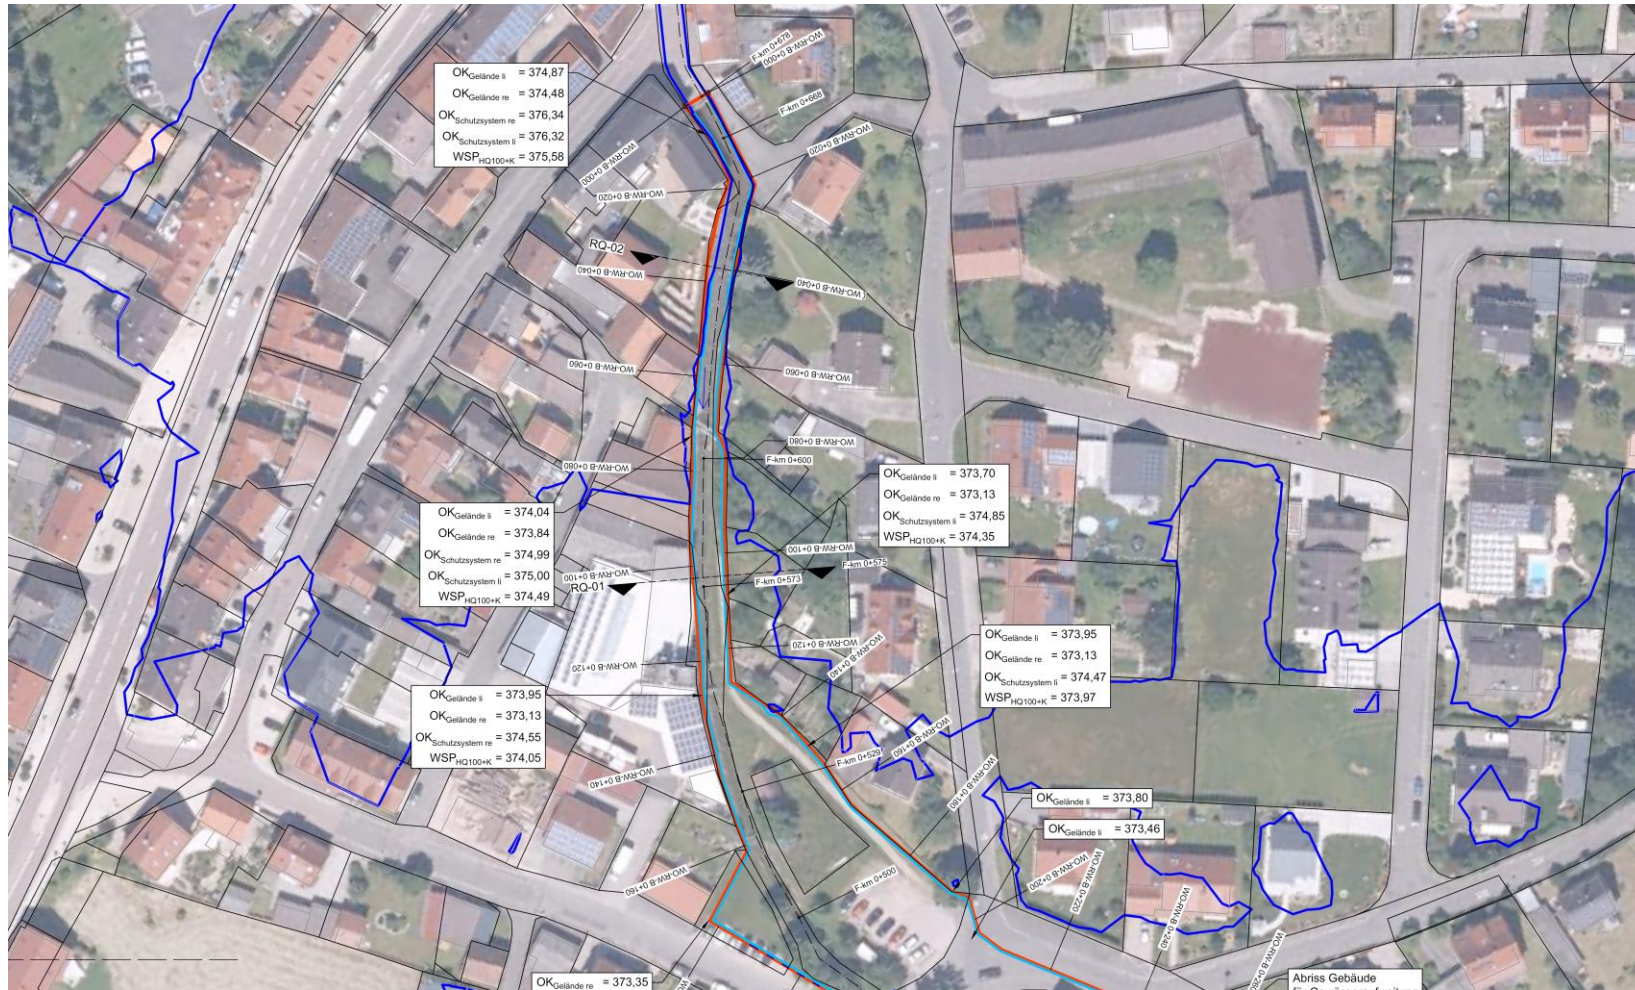 F-km 0+678
WO-RW-B 0+000
F-km 0+668
OKGelände li = 374,87
OKGelände re = 374,48
OKSchutzsystem re = 376,34
OKSchutzsystem li = 376,32
WSPHQ100+K = 375,58
WO-RW-B 0+000
WO-RW-B 0+020
WO-RW-B 0+020
RQ-02
WO-RW-B 0+040
WO-RW-B 0+040
WO-RW-B 0+060
WO-RW-B 0+060
WO-RW-B 0+080
WO-RW-B 0+080
F-km 0+600
OKGelände li = 373,70
OKGelände re = 373,13
OKSchutzsystem li = 374,85
WSPHQ100+K = 374,35
OKGelände li = 374,04
OKGelände re = 373,84
OKSchutzsystem re = 374,99
OKSchutzsystem li = 375,00
WSPHQ100+K = 374,49
WO-RW-B 0+100
WO-RW-B 0+100
F-km 0+575
F-km 0+573
RQ-01
WO-RW-B 0+120
WO-RW-B 0+120
WO-RW-B 0+140
OKGelände li = 373,95
OKGelände re = 373,13
OKSchutzsystem li = 374,47
WSPHQ100+K = 373,97
OKGelände li = 373,95
OKGelände re = 373,13
OKSchutzsystem re = 374,55
WSPHQ100+K = 374,05
WO-RW-B 0+140
F-km 0+529
WO-RW-B 0+160
WO-RW-B 0+180
OKGelände li = 373,80
OKGelände li = 373,46
WO-RW-B 0+160
F-km 0+500
WO-RW-B 0+200
WO-RW-B 0+220
WO-RW-B 0+240
WO-RW-B 0+260
OKGelände re = 373,35
Abriss Gebäude